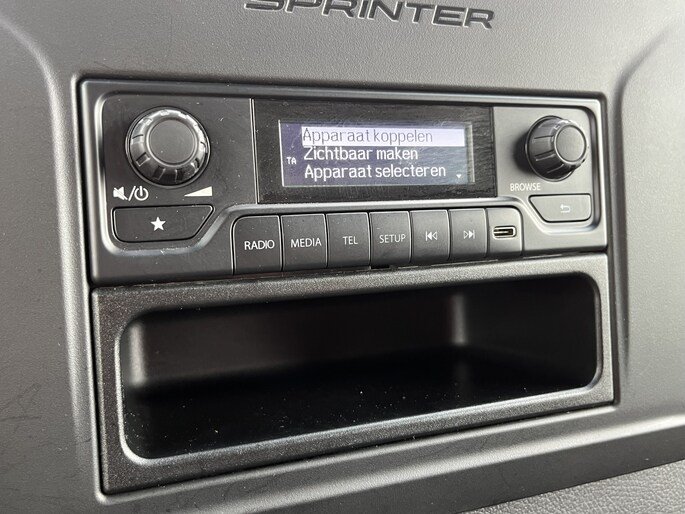 SPRINTER
Apparaat koppelen
TA
Zichtbaar maken
Apparaat selecteren
BROWSE
RADIO
MEDIA
TEL
SETUP